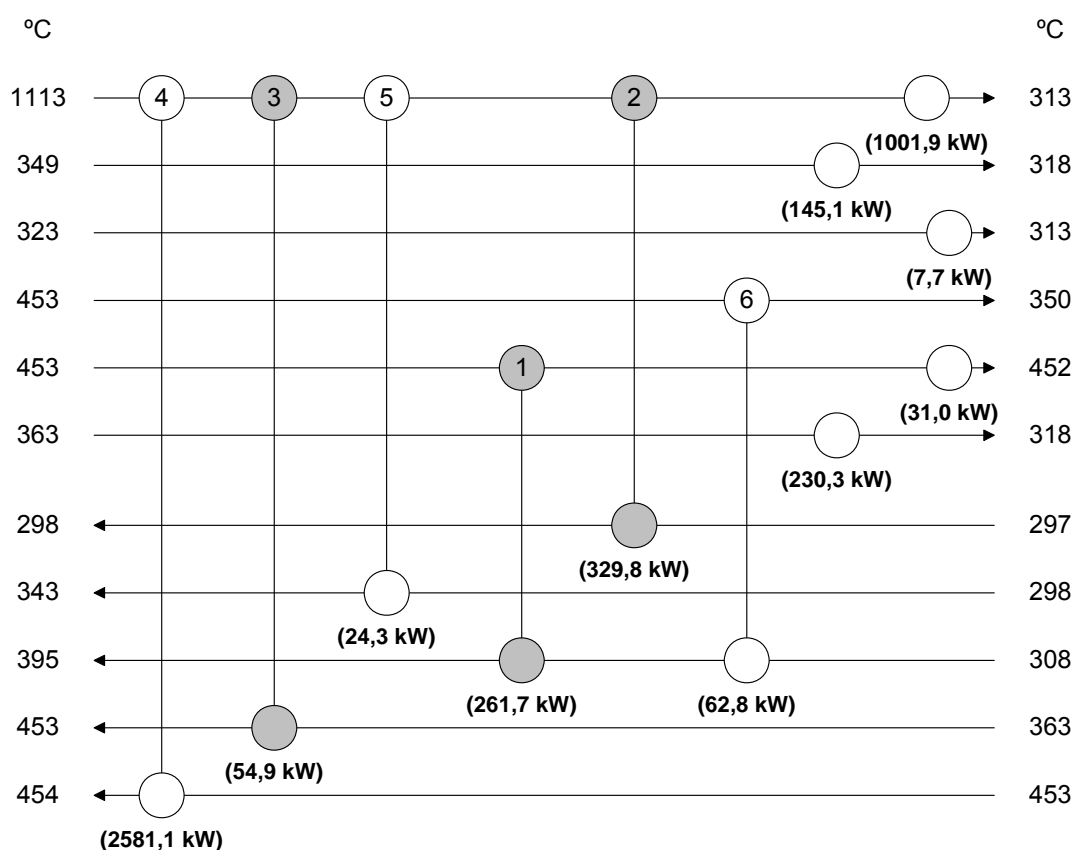 ºC ºC
1113 4 3 5 2 313
(1001,9 kW)
349 318
(145,1 kW)
323 313
(7,7 kW)
453 6 350
453 1 452
(31,0 kW)
363 318
(230,3 kW)
298 297
(329,8 kW)
343 298
(24,3 kW)
395 308
(261,7 kW) (62,8 kW)
453 363
(54,9 kW)
454 453
(2581,1 kW)